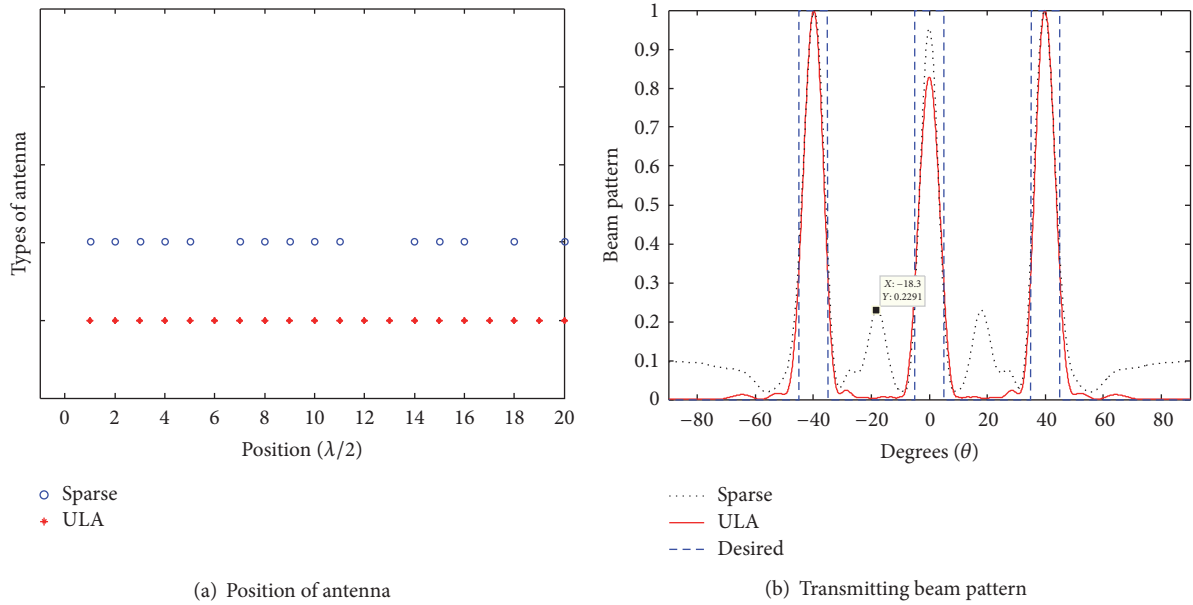 Types of antenna
0
2
4
6
8
10
12
14
16
18
20
Position (λ/2)
Sparse
ULA
(a) Position of antenna
1
0.9
0.8
0.7
0.6
0.5
0.4
0.3
0.2
0.1
0
Beam pattern
X: −18.3
Y: 0.2291
−80
−60
−40
−20
0
20
40
60
80
Degrees (θ)
Sparse
ULA
Desired
(b) Transmitting beam pattern